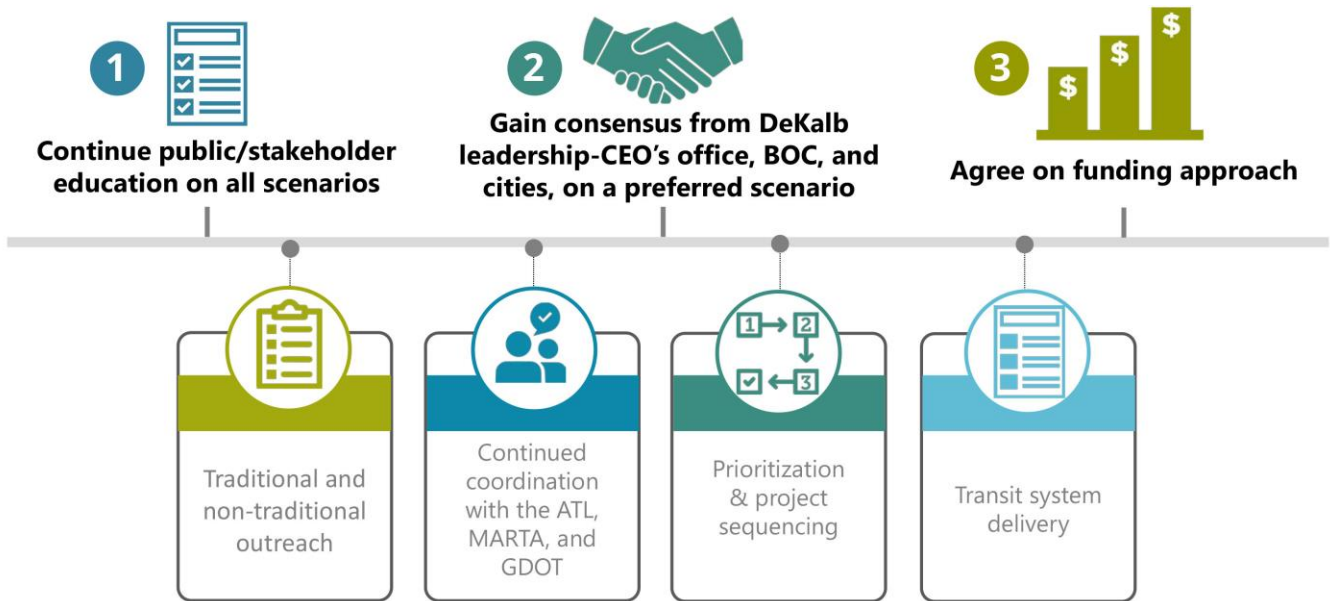 1
Continue public/stakeholder
education on all scenarios
2
Gain consensus from DeKalb
leadership-CEO’s office, BOC, and
cities, on a preferred scenario
3
$ $ $
Agree on funding approach
Traditional and
non-traditional
outreach
Continued
coordination
with the ATL,
MARTA, and
GDOT
1 2
3
Prioritization
& project
sequencing
Transit system
delivery